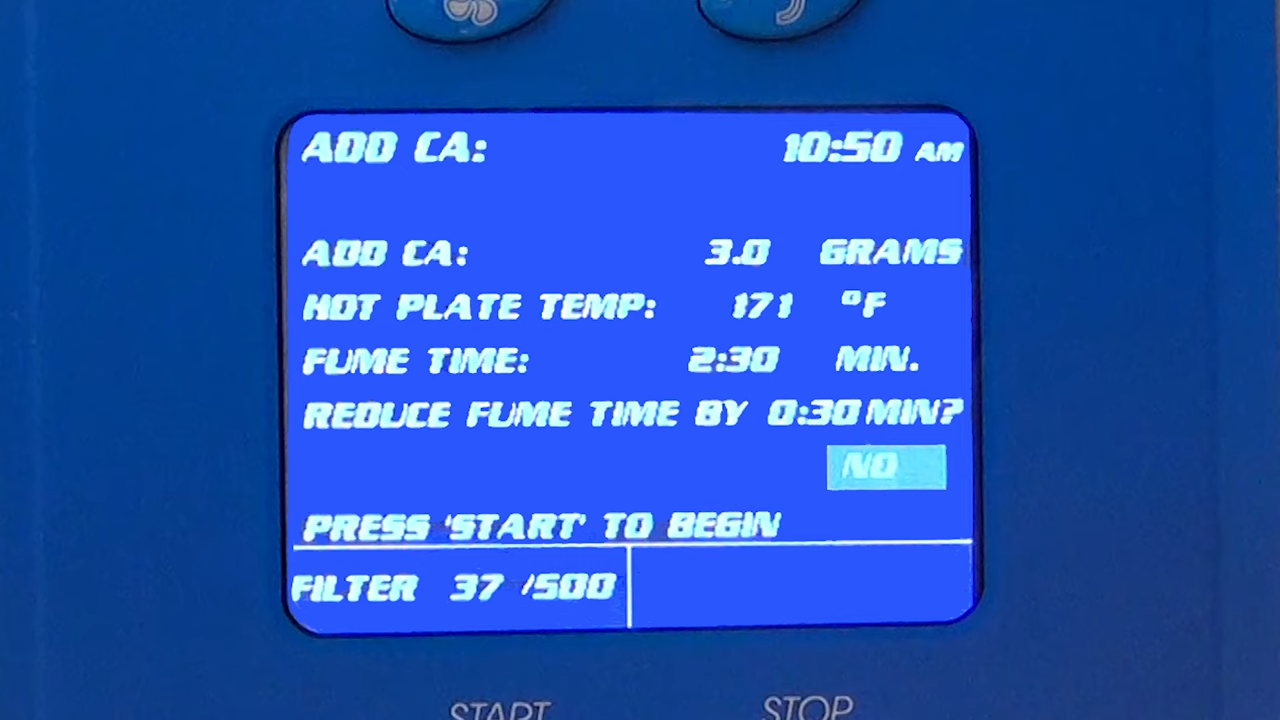 ADD CA: 10:50 AM
ADD CA: 3.0 GRAMS
HOT PLATE TEMP: 171 °F
FUME TIME: 2:30 MIN.
REDUCE FUME TIME BY 0:30 MIN?
NO
PRESS 'START' TO BEGIN
FILTER 37 /500
START STOP